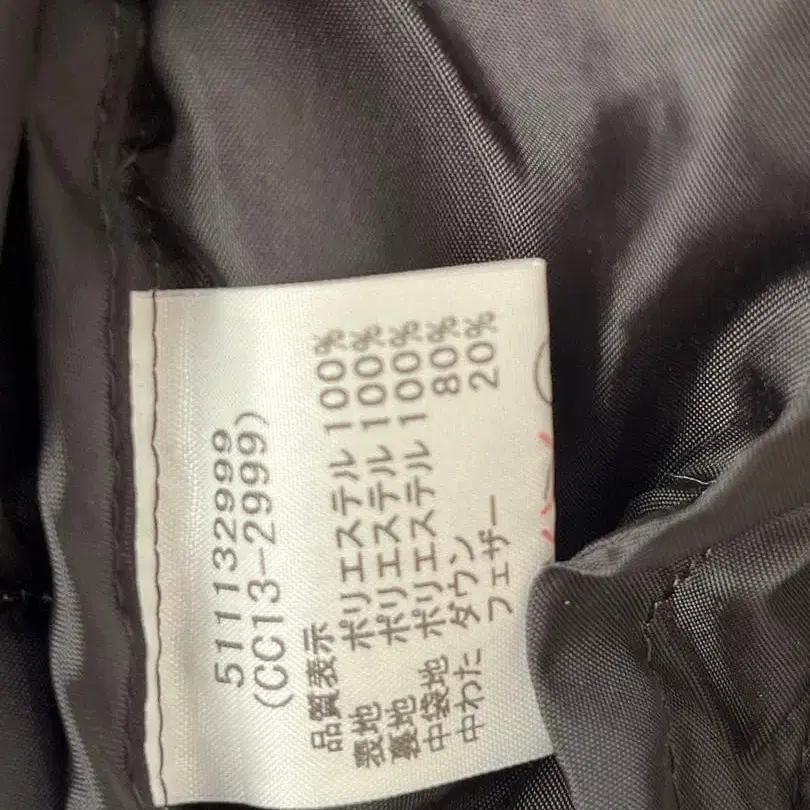 511132999
(CC13-2999)
品質表示
表地 ポリエステル 100%
裏地 ポリエステル 100%
中袋地 ポリエステル 100%
中わた ダウン 80%
フェザー 20%